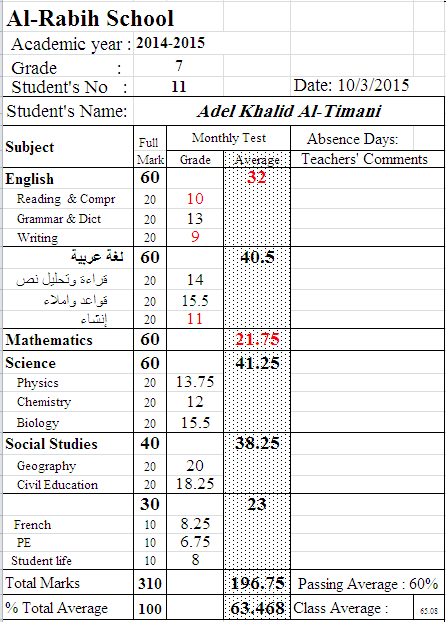 Al-Rabih School
Academic year : 2014-2015
Grade : 7
Student's No : 11 Date: 10/3/2015
Student's Name: Adel Khalid Al-Timani
Subject Full Mark Monthly Test Absence Days:
Grade Average Teachers' Comments
English 60 32
Reading & Compr 20 10
Grammar & Dict 20 13
Writing 20 9
لغة عربية 60 40.5
قراءة وتحليل نص 20 14
قواعد واملاء 20 15.5
إنشاء 20 11
Mathematics 60 21.75
Science 60 41.25
Physics 20 13.75
Chemistry 20 12
Biology 20 15.5
Social Studies 40 38.25
Geography 20 20
Civil Education 20 18.25
30 23
French 10 8.25
PE 10 6.75
Student life 10 8
Total Marks 310 196.75 Passing Average : 60%
% Total Average 100 63.468 Class Average : 65.08